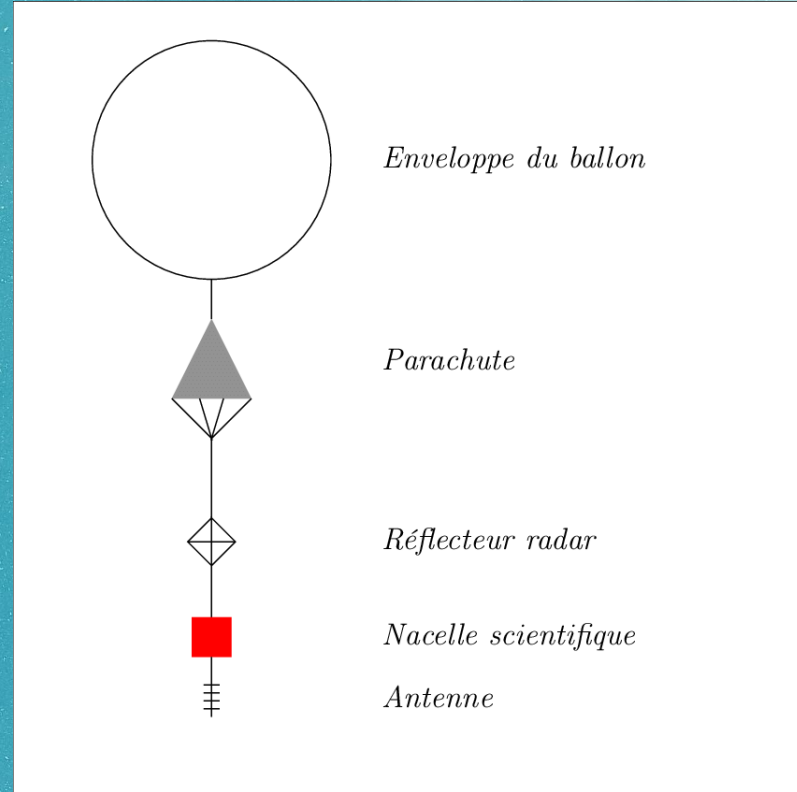 Enveloppe du ballon
Parachute
Réflecteur radar
Nacelle scientifique
Antenne